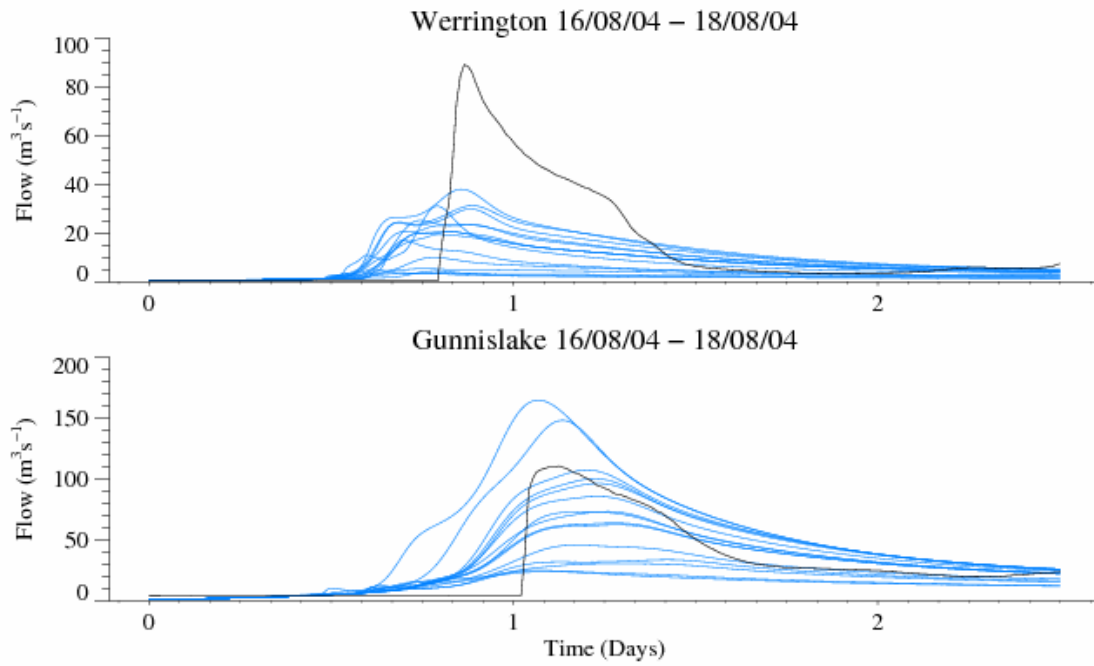 Werrington 16/08/04 – 18/08/04
100
80
60
40
20
0
Flow (m³s⁻¹)
0 1 2
Gunnislake 16/08/04 – 18/08/04
200
150
100
50
0
Flow (m³s⁻¹)
0 1 2
Time (Days)